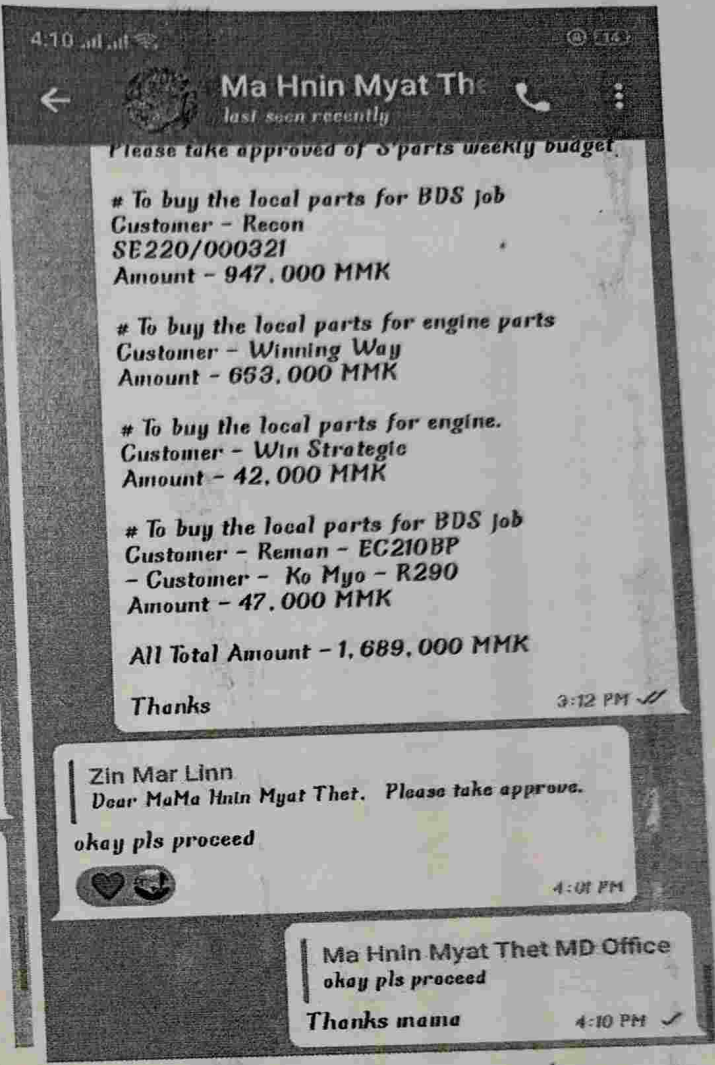 4:10
Ma Hnin Myat The
last seen recently
Please take approved of S'parts weekly budget.
# To buy the local parts for BDS job
Customer - Recon
SE220/000321
Amount - 947,000 MMK
# To buy the local parts for engine parts
Customer - Winning Way
Amount - 653,000 MMK
# To buy the local parts for engine.
Customer - Win Strategic
Amount - 42,000 MMK
# To buy the local parts for BDS job
Customer - Reman - EC210BP
- Customer - Ko Myo - R290
Amount - 47,000 MMK
All Total Amount - 1,689,000 MMK
Thanks
3:12 PM
Zin Mar Linn
Dear MaMa Hnin Myat Thet. Please take approve.
okay pls proceed
4:01 PM
Ma Hnin Myat Thet MD Office
okay pls proceed
Thanks mama
4:10 PM